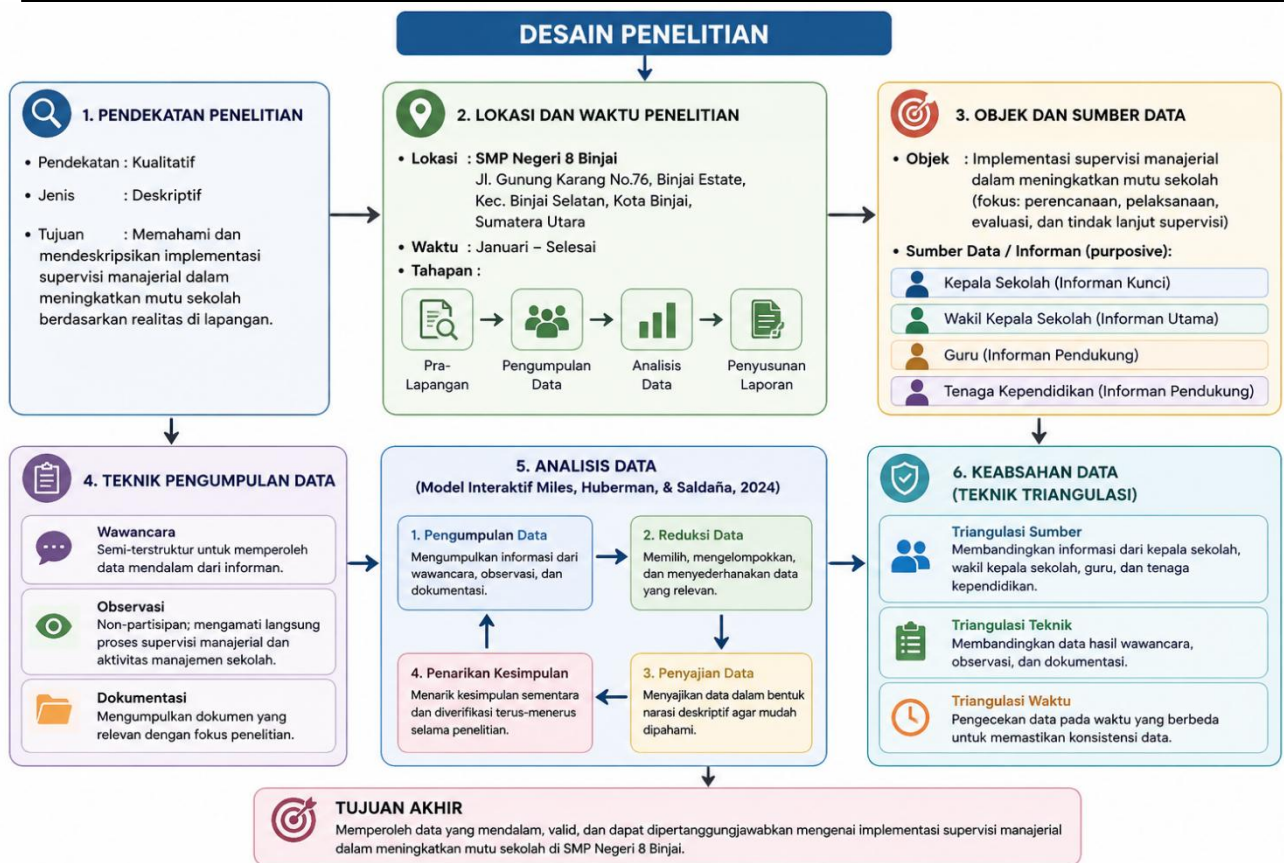 DESAIN PENELITIAN
1. PENDEKATAN PENELITIAN
• Pendekatan : Kualitatif
• Jenis : Deskriptif
• Tujuan : Memahami dan
mendeskripsikan implementasi
supervisi manajerial dalam
meningkatkan mutu sekolah
berdasarkan realitas di lapangan.
2. LOKASI DAN WAKTU PENELITIAN
• Lokasi : SMP Negeri 8 Binjai
Jl. Gunung Karang No.76, Binjai Estate,
Kec. Binjai Selatan, Kota Binjai,
Sumatera Utara
• Waktu : Januari – Selesai
• Tahapan :
Pra-
Lapangan
Pengumpulan
Data
Analisis
Data
Penyusunan
Laporan
3. OBJEK DAN SUMBER DATA
• Objek : Implementasi supervisi manajerial
dalam meningkatkan mutu sekolah
(fokus: perencanaan, pelaksanaan,
evaluasi, dan tindak lanjut supervisi)
• Sumber Data / Informan (purposive):
Kepala Sekolah (Informan Kunci)
Wakil Kepala Sekolah (Informan Utama)
Guru (Informan Pendukung)
Tenaga Kependidikan (Informan Pendukung)
4. TEKNIK PENGUMPULAN DATA
Wawancara
Semi-terstruktur untuk memperoleh
data mendalam dari informan.
Observasi
Non-partisipan; mengamati langsung
proses supervisi manajerial dan
aktivitas manajemen sekolah.
Dokumentasi
Mengumpulkan dokumen yang
relevan dengan fokus penelitian.
5. ANALISIS DATA
(Model Interaktif Miles, Huberman, & Saldaña, 2024)
1. Pengumpulan Data
Mengumpulkan informasi dari
wawancara, observasi, dan
dokumentasi.
2. Reduksi Data
Memilih, mengelompokkan,
dan menyederhanakan data
yang relevan.
4. Penarikan Kesimpulan
Menarik kesimpulan sementara
dan diverifikasi terus-menerus
selama penelitian.
3. Penyajian Data
Menyajikan data dalam bentuk
narasi deskriptif agar mudah
dipahami.
6. KEABSAHAN DATA
(TEKNIK TRIANGULASI)
Triangulasi Sumber
Membandingkan informasi dari kepala sekolah,
wakil kepala sekolah, guru, dan tenaga
kependidikan.
Triangulasi Teknik
Membandingkan data hasil wawancara,
observasi, dan dokumentasi.
Triangulasi Waktu
Pengecekan data pada waktu yang berbeda
untuk memastikan konsistensi data.
TUJUAN AKHIR
Memperoleh data yang mendalam, valid, dan dapat dipertanggungjawabkan mengenai implementasi supervisi manajerial
dalam meningkatkan mutu sekolah di SMP Negeri 8 Binjai.